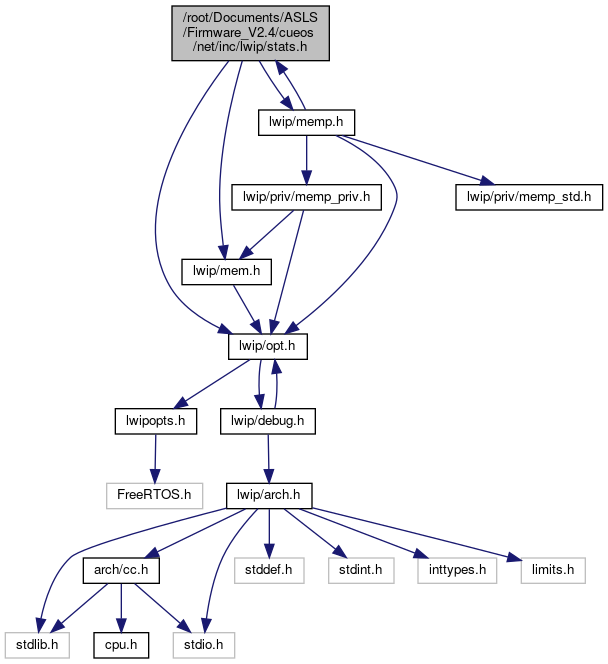 /root/Documents/ASLS
/Firmware_V2.4/cueos
/net/inc/lwip/stats.h
lwip/memp.h
lwip/priv/memp_priv.h
lwip/priv/memp_std.h
lwip/mem.h
lwip/opt.h
lwipopts.h
lwip/debug.h
FreeRTOS.h
lwip/arch.h
arch/cc.h
stddef.h
stdint.h
inttypes.h
limits.h
stdlib.h
cpu.h
stdio.h